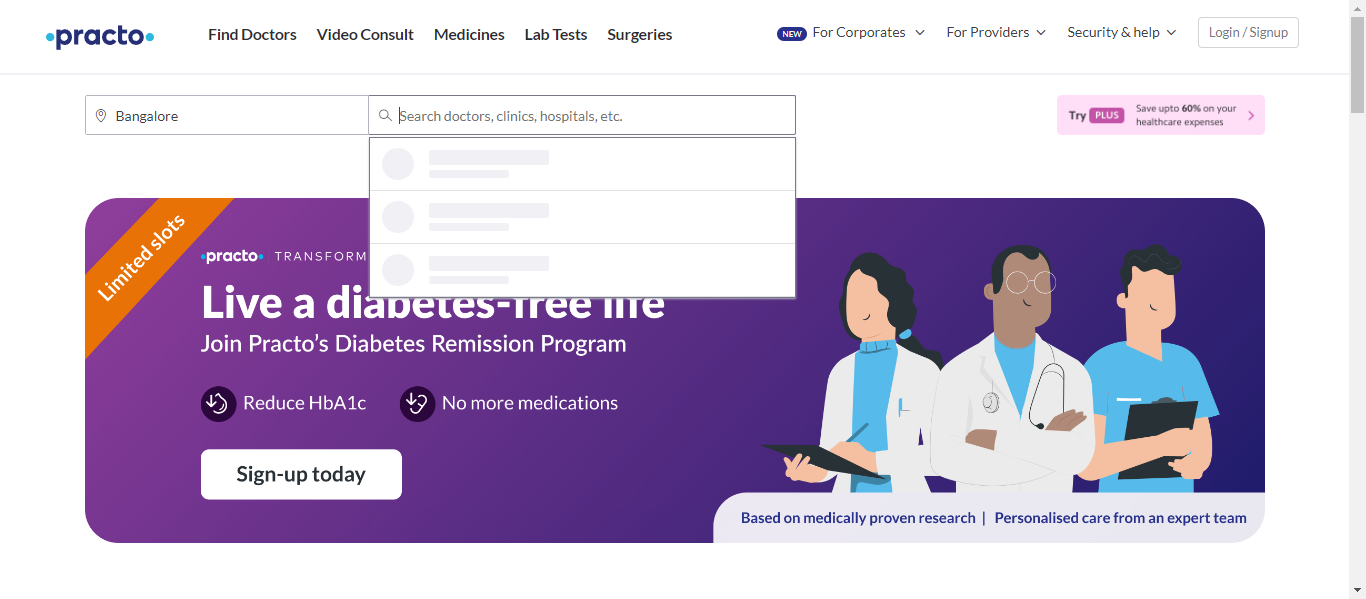 practo
Find Doctors
Video Consult
Medicines
Lab Tests
Surgeries
NEW
For Corporates
For Providers
Security & help
Login / Signup
Bangalore
Search doctors, clinics, hospitals, etc.
Try PLUS
Save upto 60% on your
healthcare expenses
Limited slots
practo | TRANSFORM
Live a diabetes-free life
Join Practo's Diabetes Remission Program
Reduce HbA1c
No more medications
Sign-up today
Based on medically proven research | Personalised care from an expert team